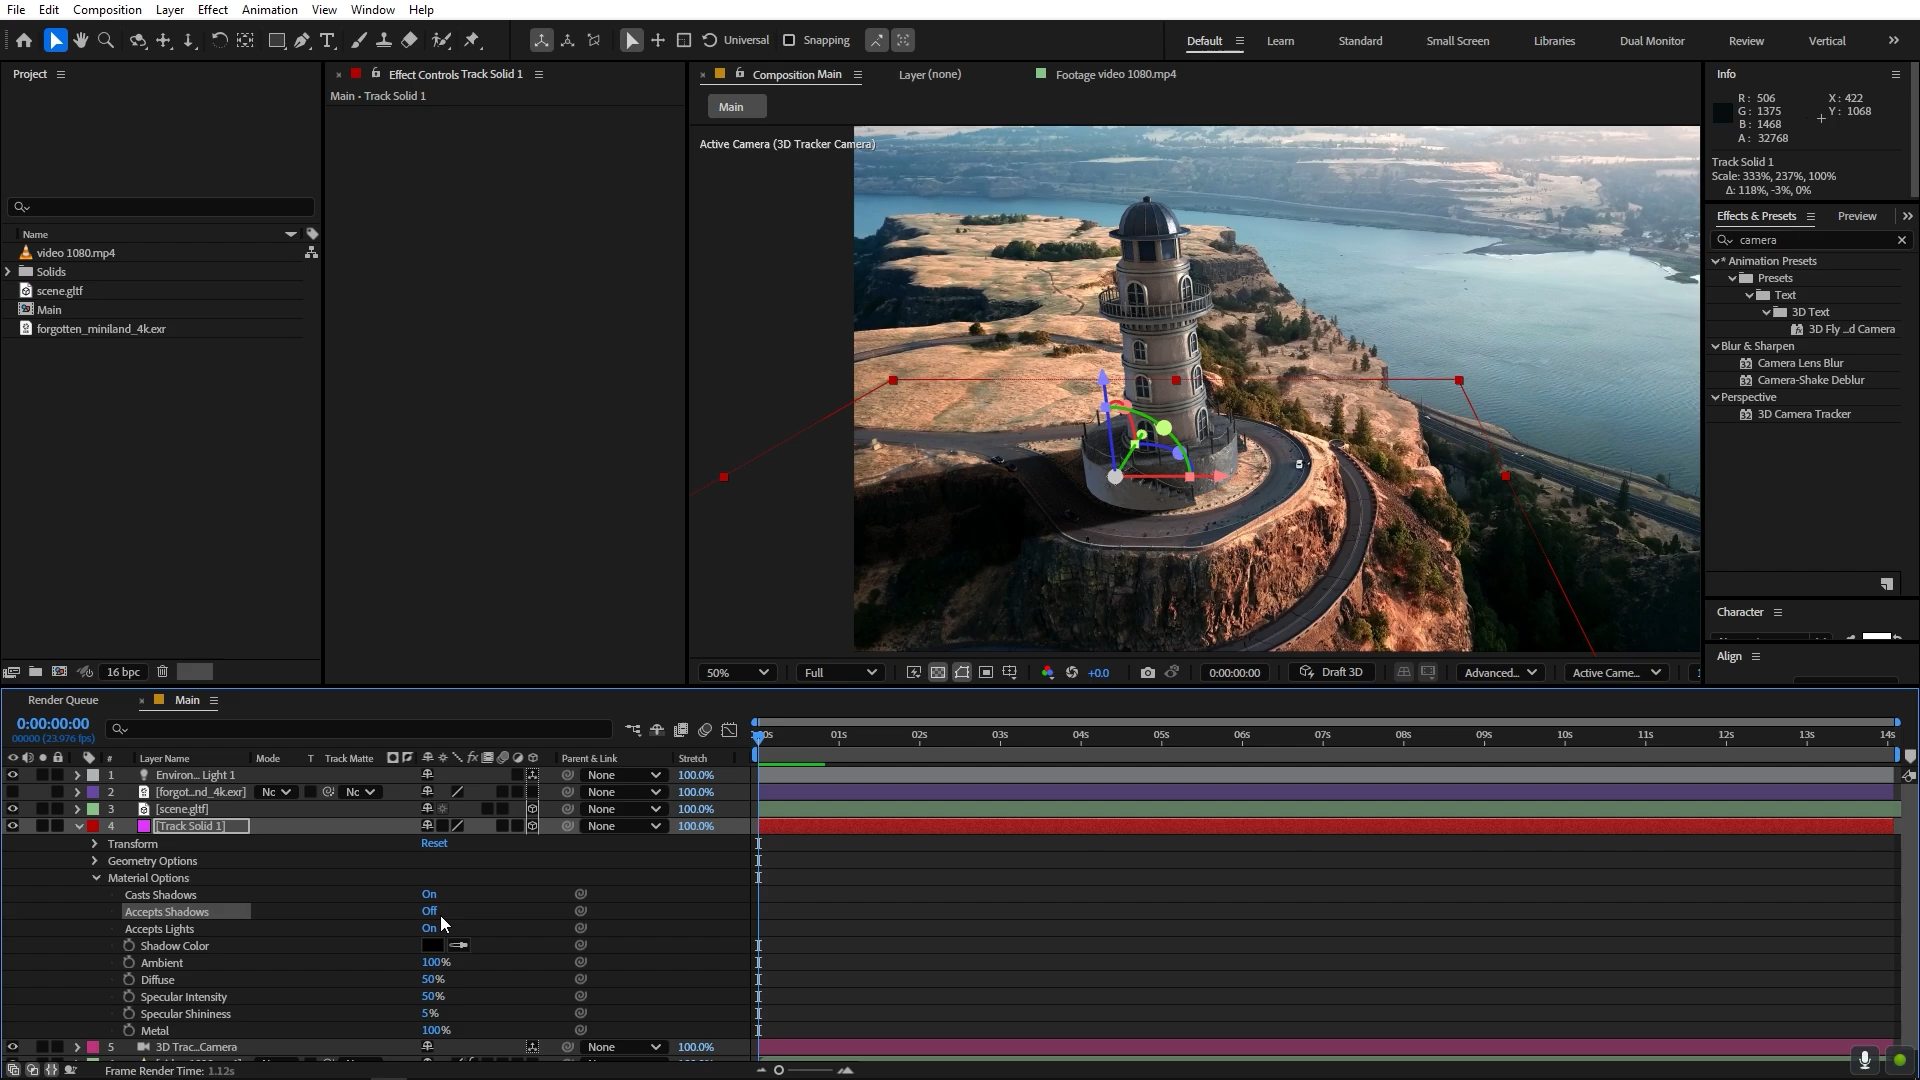 File Edit Composition Layer Effect Animation View Window Help
Universal Snapping Default Learn Standard Small Screen Libraries Dual Monitor Review Vertical
Project
Name
video 1080.mp4
Solids
scene.gltf
Main
forgotten_miniland_4k.exr
16 bpc
Effect Controls Track Solid 1
Main • Track Solid 1
Composition Main Layer (none) Footage video 1080.mp4
Main
Active Camera (3D Tracker Camera)
50% Full +0.0 0:00:00:00 Draft 3D Advanced... Active Came...
Info
R: 506 X: 422
G: 1375 Y: 1068
B: 1468
A: 32768
Track Solid 1
Scale: 333%, 237%, 100%
Δ: 118%, -3%, 0%
Effects & Presets Preview
camera
* Animation Presets
Presets
Text
3D Text
3D Fly ...d Camera
Blur & Sharpen
Camera Lens Blur
Camera-Shake Deblur
Perspective
3D Camera Tracker
Character
Align
Render Queue Main
0:00:00:00
00000 (23.976 fps)
00s 01s 02s 03s 04s 05s 06s 07s 08s 09s 10s 11s 12s 13s 14s
# Layer Name Mode T Track Matte fx Parent & Link Stretch
1 Environ... Light 1 None 100.0%
2 [forgot...nd_4k.exr] Nc Nc None 100.0%
3 [scene.gltf] None 100.0%
4 [Track Solid 1] None 100.0%
Transform Reset
Geometry Options
Material Options
Casts Shadows On
Accepts Shadows Off
Accepts Lights On
Shadow Color
Ambient 100%
Diffuse 50%
Specular Intensity 50%
Specular Shininess 5%
Metal 100%
5 3D Trac...Camera None 100.0%
Frame Render Time: 1.12s